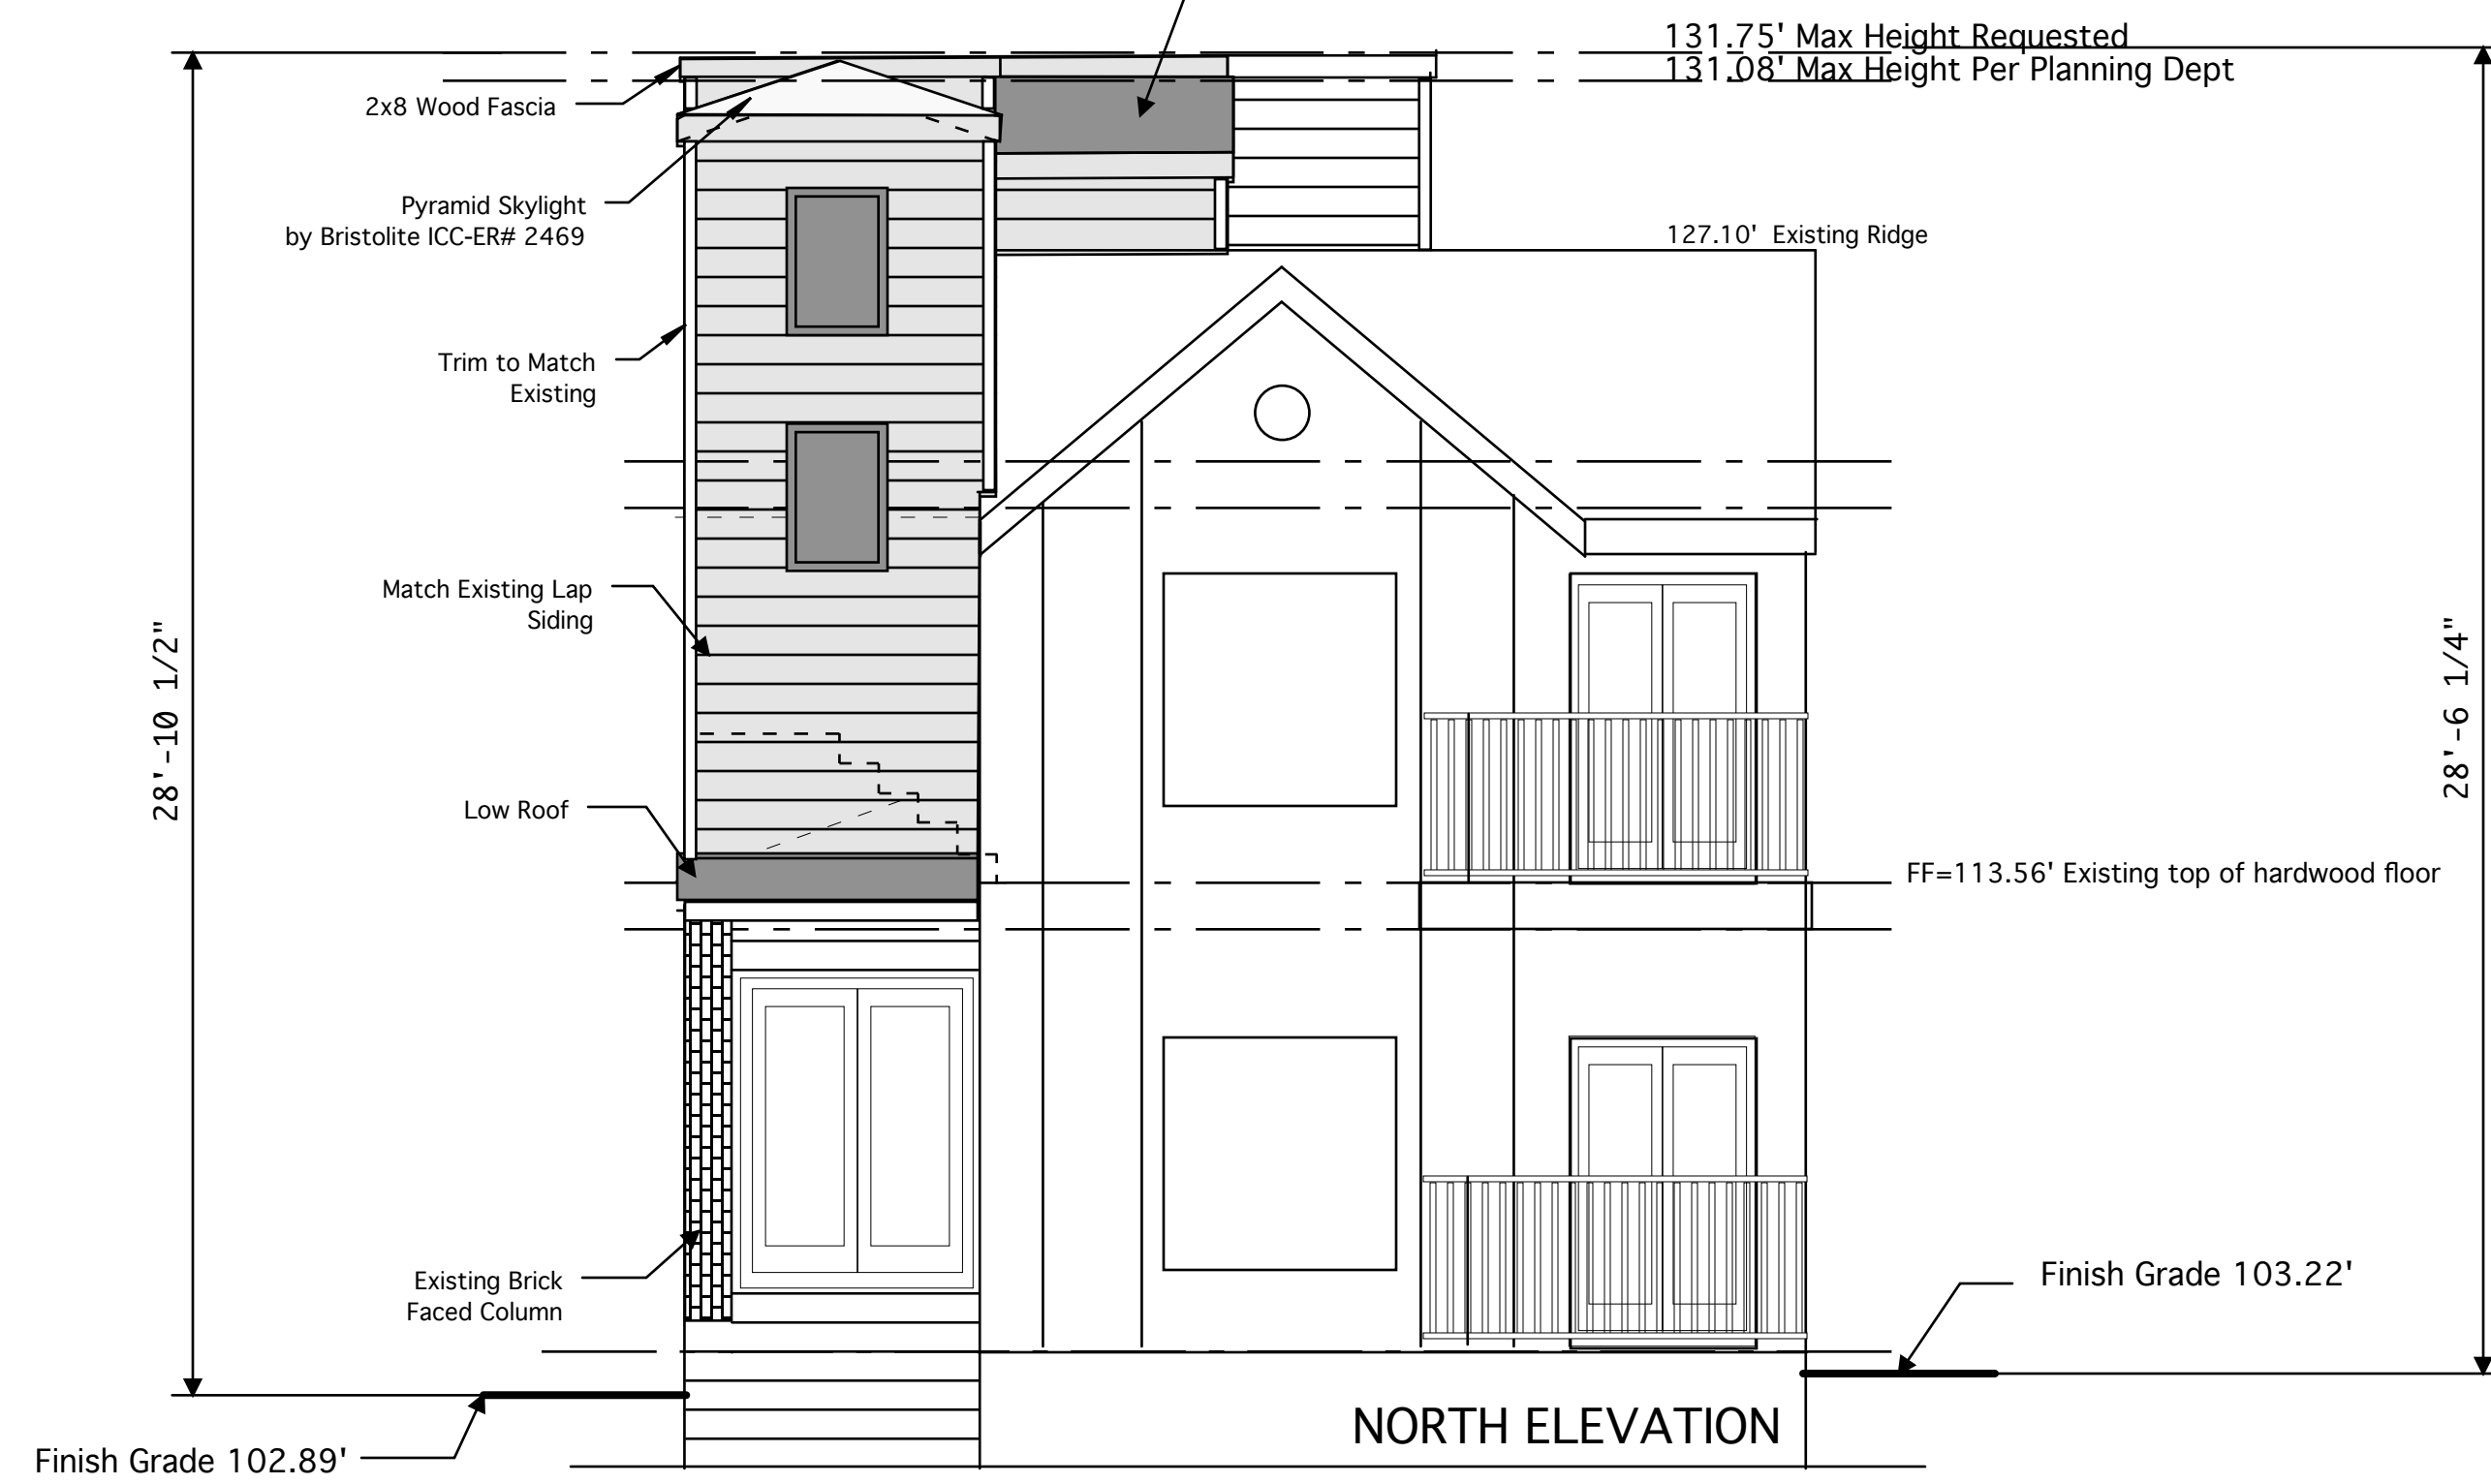 131.75' Max Height Requested
131.08' Max Height Per Planning Dept
2x8 Wood Fascia
Pyramid Skylight
by Bristolite ICC-ER# 2469
127.10' Existing Ridge
Trim to Match
Existing
Match Existing Lap
Siding
28'-10 1/2"
28'-6 1/4"
Low Roof
FF=113.56' Existing top of hardwood floor
Existing Brick
Faced Column
Finish Grade 103.22'
NORTH ELEVATION
Finish Grade 102.89'